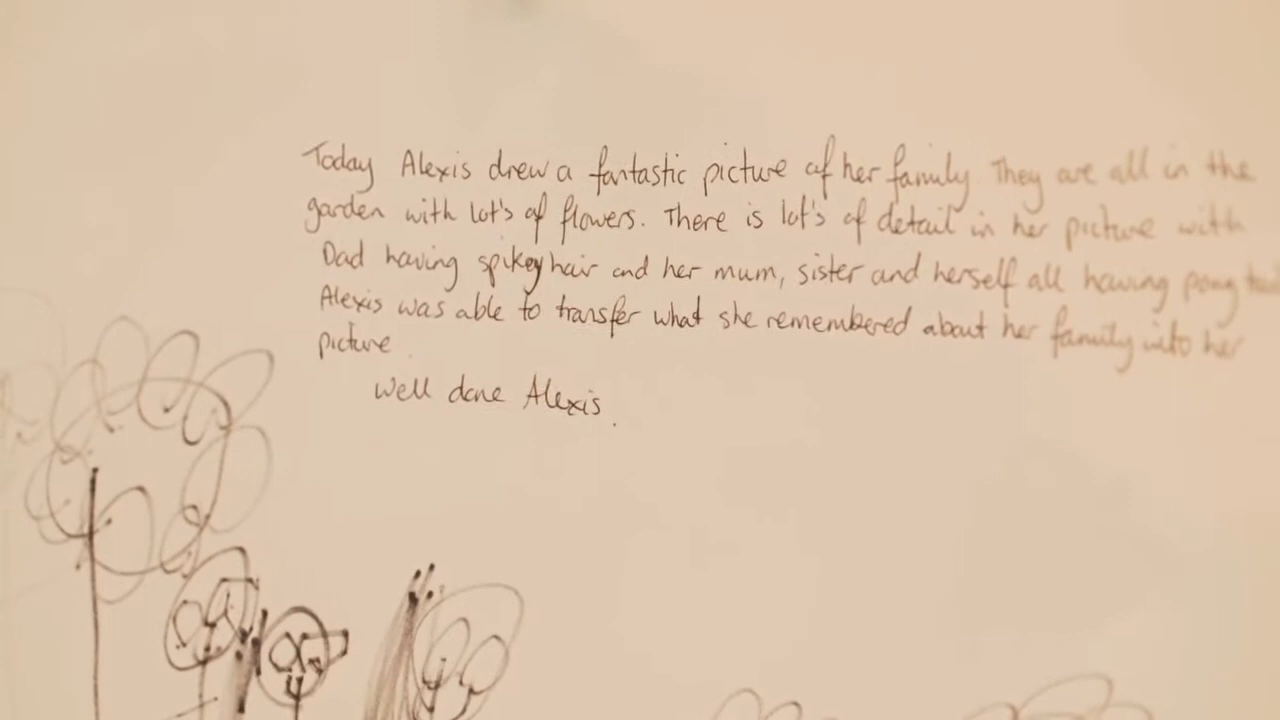 Today Alexis drew a fantastic picture of her family. They are all in the
garden with lot's of flowers. There is lot's of detail in her picture with
Dad having spikey hair and her mum, sister and herself all having pony
Alexis was able to transfer what she remembered about her family into her
picture.
Well done Alexis.